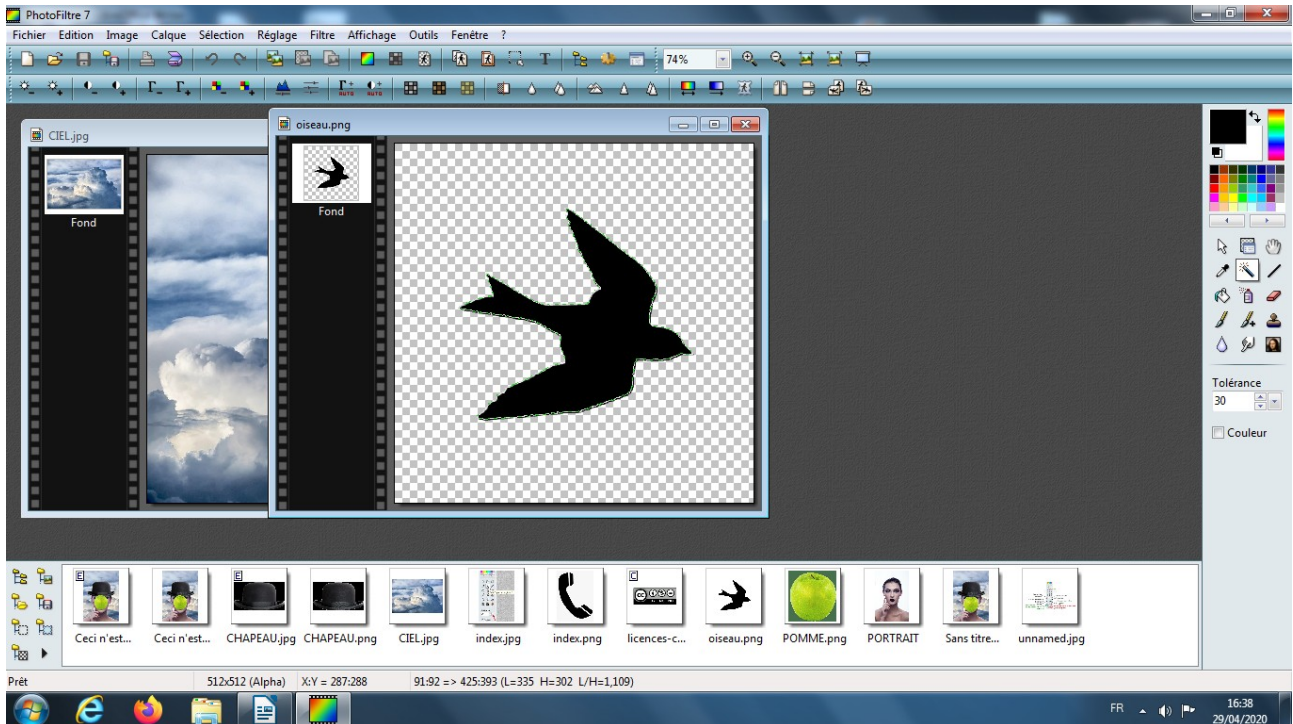 PhotoFiltre 7
Fichier Edition Image Calque Sélection Réglage Filtre Affichage Outils Fenêtre ?
T 74%
AUTO AUTO
CIEL.jpg
Fond
oiseau.png
Fond
Tolérance
30
Couleur
E E C
Ceci n'est... Ceci n'est... CHAPEAU.jpg CHAPEAU.png CIEL.jpg index.jpg index.png licences-c... oiseau.png POMME.png PORTRAIT Sans titre... unnamed.jpg
Prêt 512x512 (Alpha) X:Y = 287:288 91:92 => 425:393 (L=335 H=302 L/H=1,109)
FR 16:38
29/04/2020